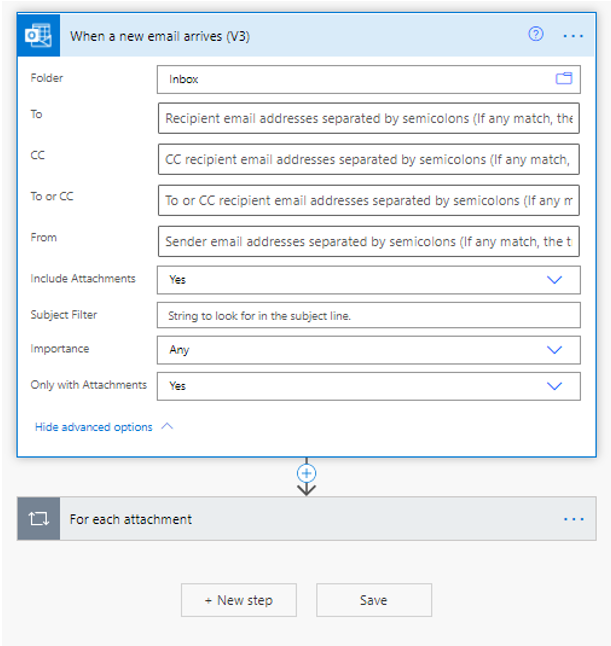 When a new email arrives (V3)
Folder
Inbox
To
Recipient email addresses separated by semicolons (If any match, the
CC
CC recipient email addresses separated by semicolons (If any match,
To or CC
To or CC recipient email addresses separated by semicolons (If any m
From
Sender email addresses separated by semicolons (If any match, the t
Include Attachments
Yes
Subject Filter
String to look for in the subject line.
Importance
Any
Only with Attachments
Yes
Hide advanced options
For each attachment
+ New step
Save